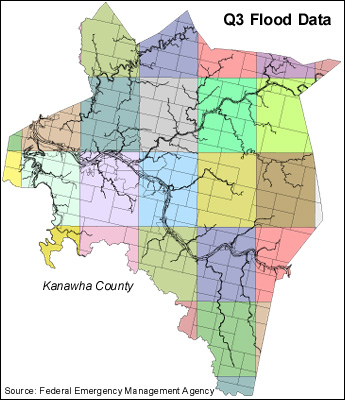 Q3 Flood Data
Kanawha County
Source: Federal Emergency Management Agency